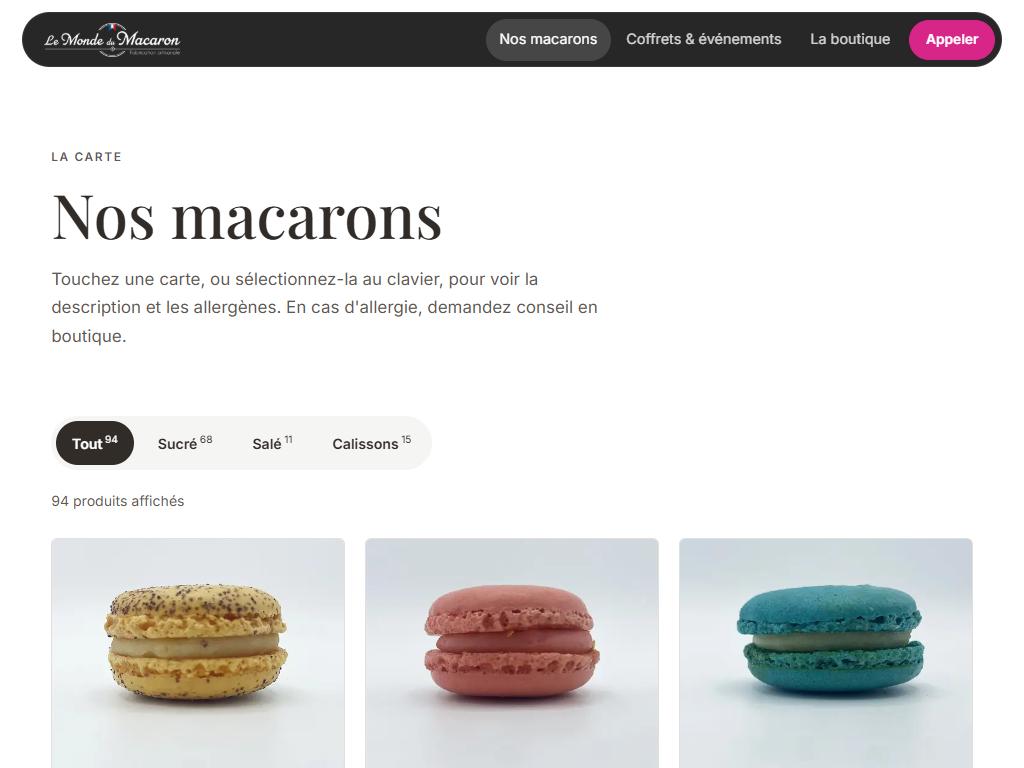 Le Monde du Macaron
Fabrication artisanale
Nos macarons
Coffrets & événements
La boutique
Appeler
LA CARTE
Nos macarons
Touchez une carte, ou sélectionnez-la au clavier, pour voir la
description et les allergènes. En cas d'allergie, demandez conseil en
boutique.
Tout 94
Sucré 68
Salé 11
Calissons 15
94 produits affichés